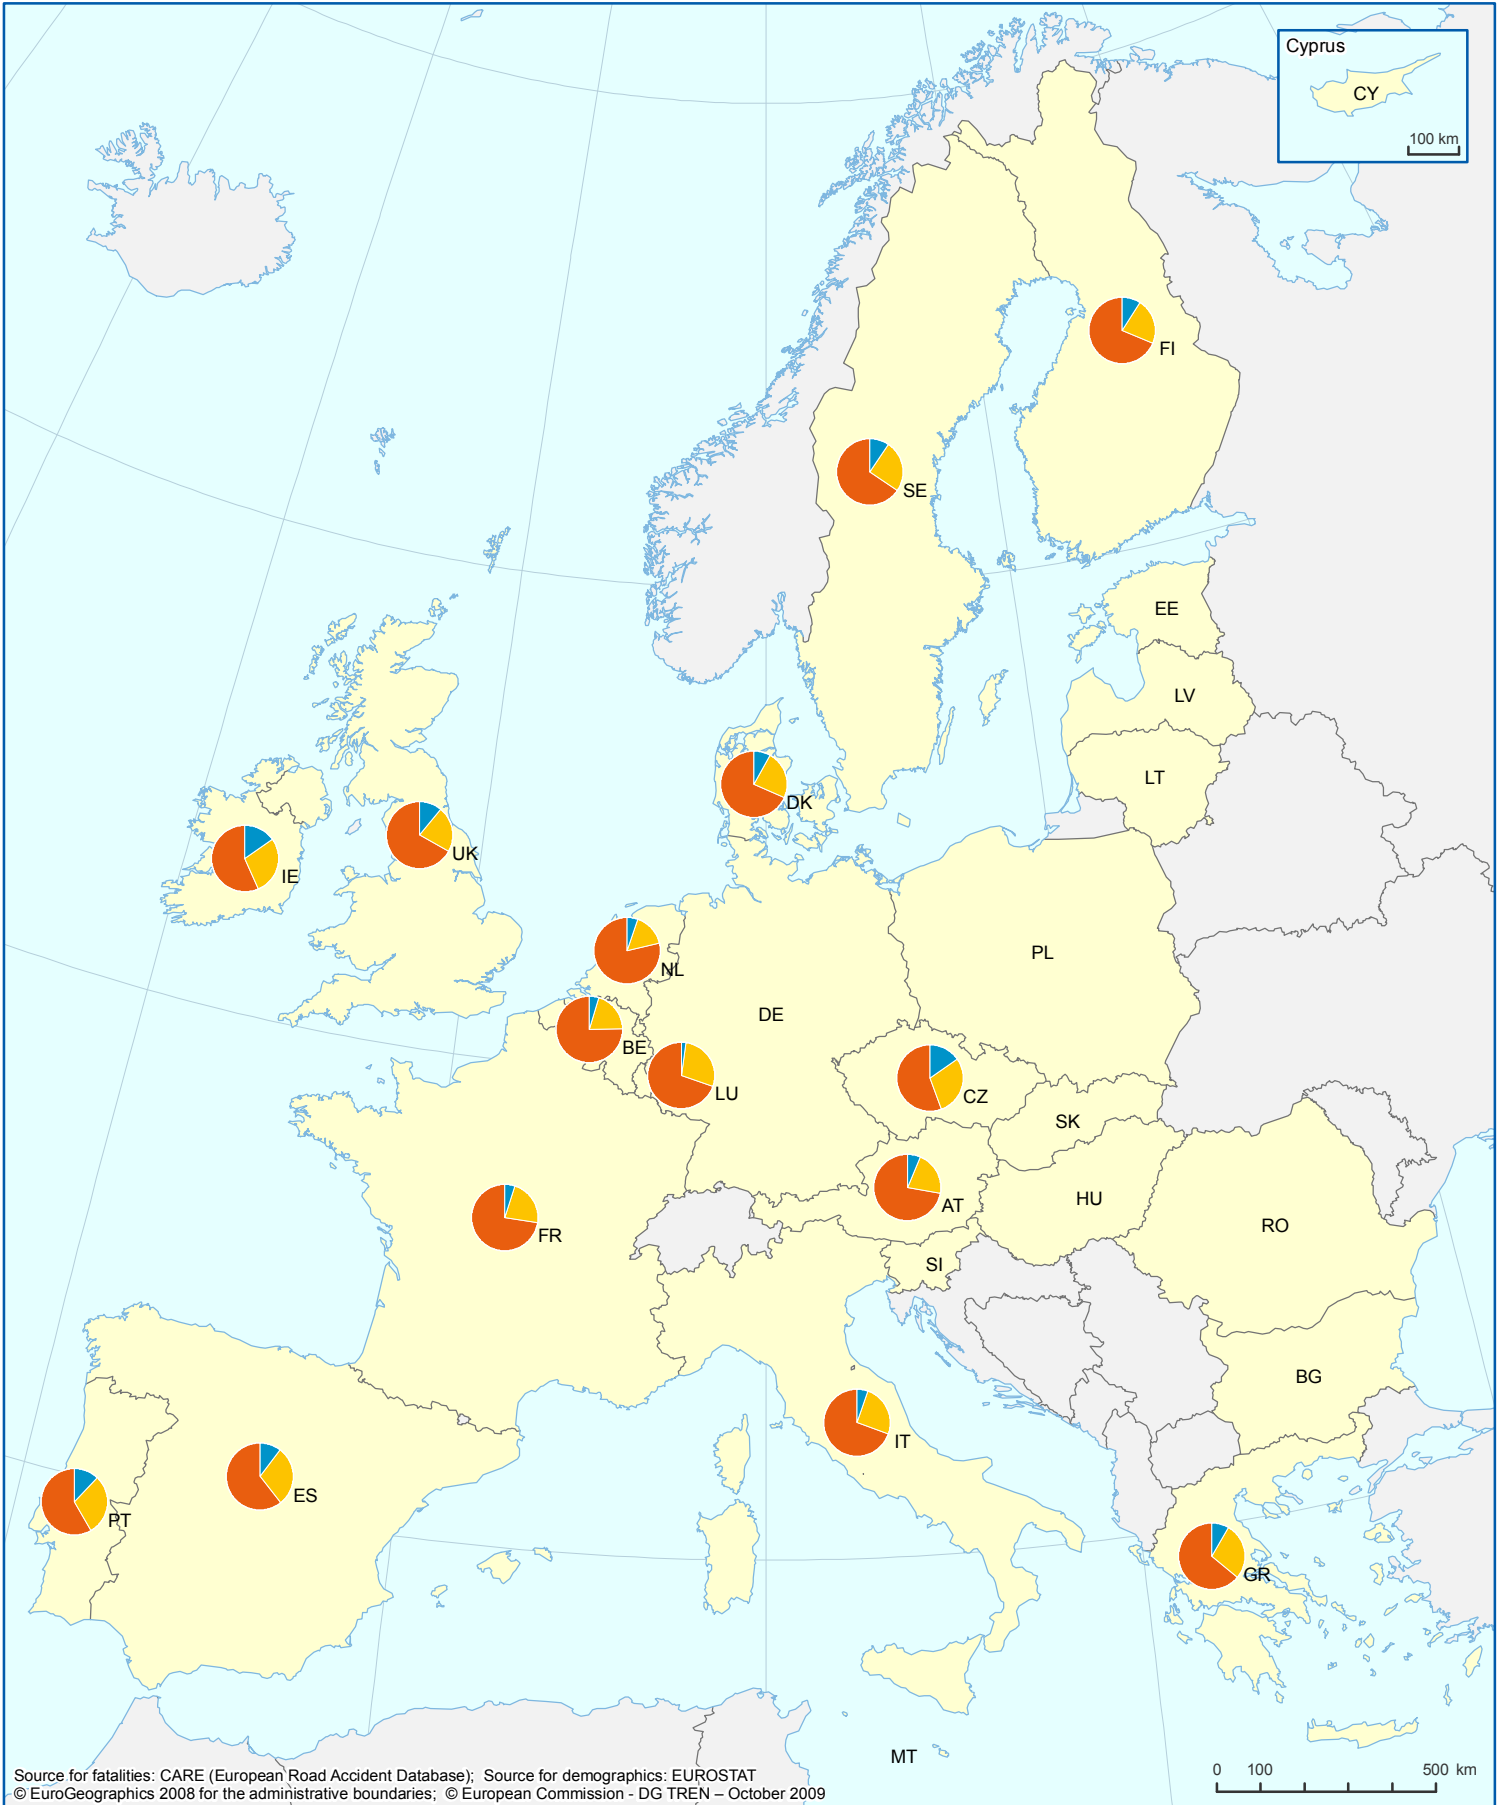 Cyprus
CY
100 km
FI
SE
EE
LV
LT
DK
UK
IE
NL
PL
DE
BE
LU
CZ
SK
AT
HU
FR
RO
SI
BG
IT
ES
PT
GR
MT
Source for fatalities: CARE (European Road Accident Database); Source for demographics: EUROSTAT
© EuroGeographics 2008 for the administrative boundaries; © European Commission - DG TREN – October 2009
0 100 500 km